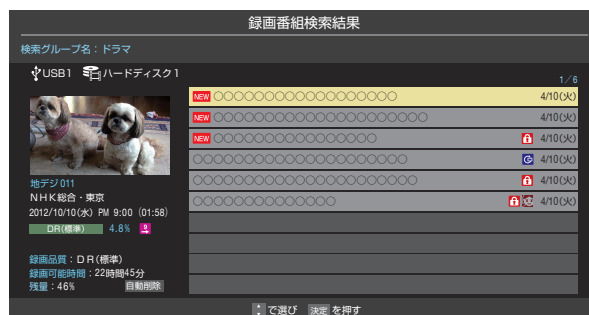 録画番組検索結果
検索グループ名：ドラマ
USB1 ハードディスク1
1／6
NEW ○○○○○○○○○○○○○○○○○○ 4/10(火)
NEW ○○○○○○○○○○○○○○○○○○○○○ 4/10(火)
NEW ○○○○○○○○○○○○○○○○ 4/10(火)
○○○○○○○○○○○○○○○○○○○○○ G 4/10(火)
○○○○○○○○○○○○○○○○○○○○○○ 4/10(火)
○○○○○○○○○○○○○○ 4/10(火)
地デジ011
ＮＨＫ総合・東京
2012/10/10(水) PM 9:00 (01:58)
DR(標準) 4.8% 9
録画品質：ＤＲ(標準)
録画可能時間：22時間45分
残量：46% 自動削除
で選び 決定 を押す